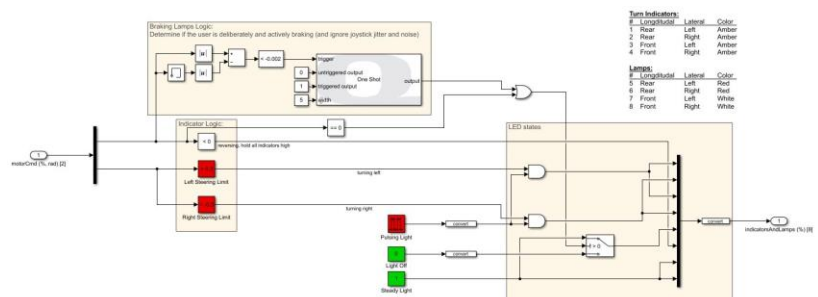 Braking Lamps Logic:
Determine if the user is deliberately and actively braking (and ignore joystick jitter and noise)
|u|
|u|
+
−
< -0.002
trigger
0
untriggered output
One Shot
output
1
triggered output
5
width
Turn Indicators:
# Longditudal Lateral Color
1 Rear Left Amber
2 Rear Right Amber
3 Front Left Amber
4 Front Right Amber
Lamps:
# Longditudal Lateral Color
5 Rear Left Red
6 Rear Right Red
7 Front Left White
8 Front Right White
Indicator Logic:
== 0
LED states
< 0
reversing, hold all indicators high
1
motorCmd (%, rad) [2]
Left Steering Limit
turning left
Right Steering Limit
turning right
Pulsing Light
convert
convert
1
indicatorsAndLamps (%) [8]
> 0
Light Off
convert
Steady Light